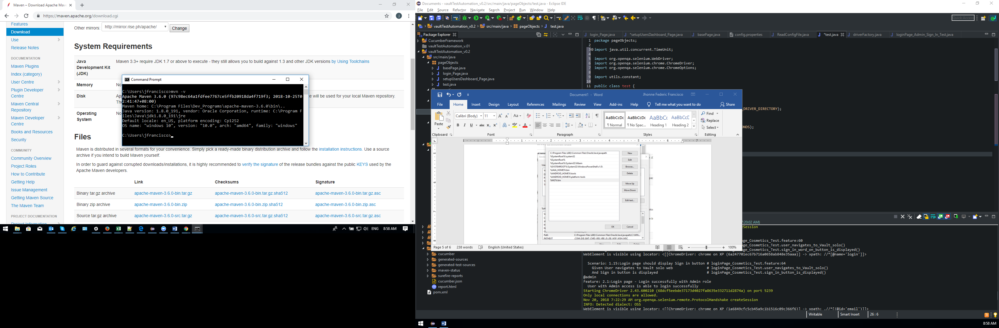 Maven – Download Apache Mav
https://maven.apache.org/download.cgi
Features
Download
Use
Release Notes
DOCUMENTATION
Maven Plugins
Index (category)
User Centre
Plugin Developer
Centre
Maven Central
Repository
Maven Developer
Centre
Books and Resources
Security
COMMUNITY
Community Overview
Project Roles
How to Contribute
Getting Help
Issue Management
Getting Maven Source
The Maven Team
PROJECT DOCUMENTATION
Project Information
Other mirrors: http://mirror.rise.ph/apache/ Change
System Requirements
Java
Development Kit
(JDK)
Maven 3.3+ require JDK 1.7 or above to execute - they still allows you to build against 1.3 and other JDK versions by Using Toolchains
Memory No
Disk Ap
ce will be used for your local Maven repository.
Th
Operating
System
No
Command Prompt
C:\Users\jfrancisco>mvn -v
Apache Maven 3.6.0 (97c98ec64a1fdfee7767ce5ffb20918da4f719f3; 2018-10-25T0
2:41:47+08:00)
Maven home: C:\Program Files\Dev_Programs\apache-maven-3.6.0\bin\..
Java version: 1.8.0_191, vendor: Oracle Corporation, runtime: C:\Program F
iles\Java\jdk1.8.0_191\jre
Default locale: en_US, platform encoding: Cp1252
OS name: "windows 10", version: "10.0", arch: "amd64", family: "windows"
C:\Users\jfrancisco>
Files
Maven is distributed in several formats for your convenience. Simply pick a ready-made binary distribution archive and follow the installation instructions. Use a source
archive if you intend to build Maven yourself.
In order to guard against corrupted downloads/installations, it is highly recommended to verify the signature of the release bundles against the public KEYS used by the
Apache Maven developers.
Link Checksums Signature
Binary tar.gz archive apache-maven-3.6.0-bin.tar.gz apache-maven-3.6.0-bin.tar.gz.sha512 apache-maven-3.6.0-bin.tar.gz.asc
Binary zip archive apache-maven-3.6.0-bin.zip apache-maven-3.6.0-bin.zip.sha512 apache-maven-3.6.0-bin.zip.asc
Source tar.gz archive apache-maven-3.6.0-src.tar.gz apache-maven-3.6.0-src.tar.gz.sha512 apache-maven-3.6.0-src.tar.gz.asc
ENG 8:58 AM
Documents - vaultTestAutomation_v0.2/src/main/java/pageObjects/test.java - Eclipse IDE
File Edit Source Refactor Navigate Search Project Run Window Help
Quick Access
vaultTestAutomation_v0.2 src/main/java pageObjects test.java
Package Explorer
CucumberFramework
vaultTestAutomation_v.01
vaultTestAutomation_v0.2
src/main/java
pageObjects
basePage.java
login_Page.java
setupUsersDashboard_Page.java
test.java
login_Page.java *setupUsersDashboard_Page.java basePage.java config.properties ReadConfigFile.java *test.java driverFactory.java loginPage_Admin_Sign_In_Test.java
1 package pageObjects;
2
3 import java.util.concurrent.TimeUnit;
4
5 import org.openqa.selenium.WebDriver;
6 import org.openqa.selenium.chrome.ChromeDriver;
7 import org.openqa.selenium.chrome.ChromeOptions;
8
9 import utils.constant;
10
11 public class test {
_DRIVER_DIRECTORY);
ONDS);
Document1 - Word Jhonne Federic Francisco
File Home Insert Design Layout References Mailings Review View Add-ins Help Tell me what you want to do Share
Paste
Calibri (Body) 11
AaBbCcDc AaBbCcDc AaBbCc AaBbCcD
¶ Normal ¶ No Spac... Heading 1 Heading 2
Find
Replace
Select
Clipboard Font Paragraph Styles Editing
C:\Program Files (x86)\Common Files\Oracle\Java\javapath
%SystemRoot%\system32
%SystemRoot%
%SystemRoot%\System32\Wbem
%SYSTEMROOT%\System32\WindowsPowerShell\v1.0\
%JAVA_HOME%\bin
%ANDROID_HOME%\tools
%ANDROID_HOME%\platform-tools
%M2%\bin
New
Edit
Browse...
Delete
Move Up
Move Down
Edit text...
OK Cancel
Path C:\Program Files (x86)\Common Files\Oracle\Java\javapath;C:\WIN...
PATHEXT .COM;.EXE;.BAT;.CMD;.VBS;.VBE;.JS;.JSE;.WSF;.WSH;.MSC
Page 5 of 6 238 words English (United States) 100%
cucumber
generated-sources
generated-test-sources
maven-status
surefire-reports
cucumber.json
report.html
pom.xml
7:20:02 AM)
eSession
Page_Cosmetics_Test.feature:60
Page_Cosmetics_Test.user_navigates_to_Vault_solo()
Page_Cosmetics_Test.sign_in_word_on_button_is_displayed()
WebElement is visible using locator: <[[ChromeDriver: chrome on XP (6a247701ec67b716a0658ab848e35aaa)] -> xpath: //*[@name='login']]>
Scenario: 1.15:Login page should display Sign in button # loginPage_Cosmetics_Test.feature:64
Given User navigates to Vault solo web # loginPage_Cosmetics_Test.user_navigates_to_Vault_solo()
And Sign in button is displayed # loginPage_Cosmetics_Test.sign_in_button_is_displayed()
@admin
Feature: 2.1:Login page - Login successfully with Admin role
User with Admin access is able to login successfully
Starting ChromeDriver 2.43.600210 (68dcf5eebde37173d4027fa8635e332711d2874a) on port 5239
Only local connections are allowed.
Nov 20, 2018 7:22:29 AM org.openqa.selenium.remote.ProtocolHandshake createSession
INFO: Detected dialect: OSS
WebElement is visible using locator: <[[ChromeDriver: chrome on XP (1a6849cfc5cb45a9c1b1516c09c366f6)] -> xpath: .//*[(@id='email')]]>
Writable Smart Insert 26 : 6
8:58 AM